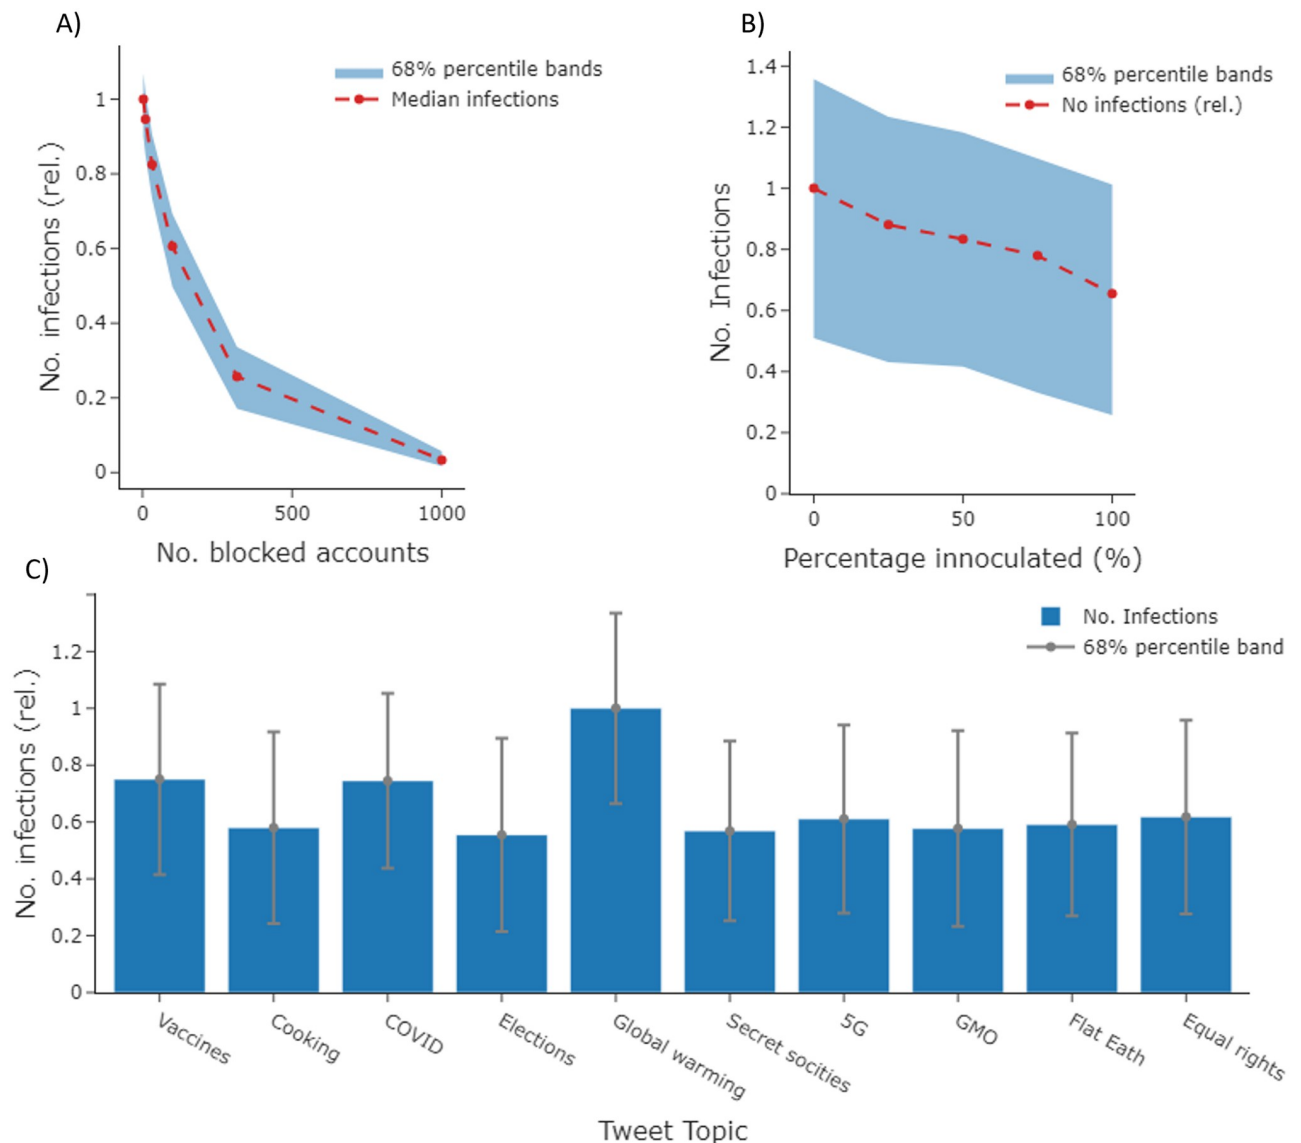 A)
68% percentile bands
Median infections
No. infections (rel.)
1
0.8
0.6
0.4
0.2
0
0
500
1000
No. blocked accounts
B)
68% percentile bands
No infections (rel.)
No. Infections
1.4
1.2
1
0.8
0.6
0.4
0.2
0
0
50
100
Percentage innoculated (%)
C)
No. Infections
68% percentile band
No. infections (rel.)
1.2
1
0.8
0.6
0.4
0.2
0
Vaccines
Cooking
COVID
Elections
Global warming
Secret socities
5G
GMO
Flat Eath
Equal rights
Tweet Topic